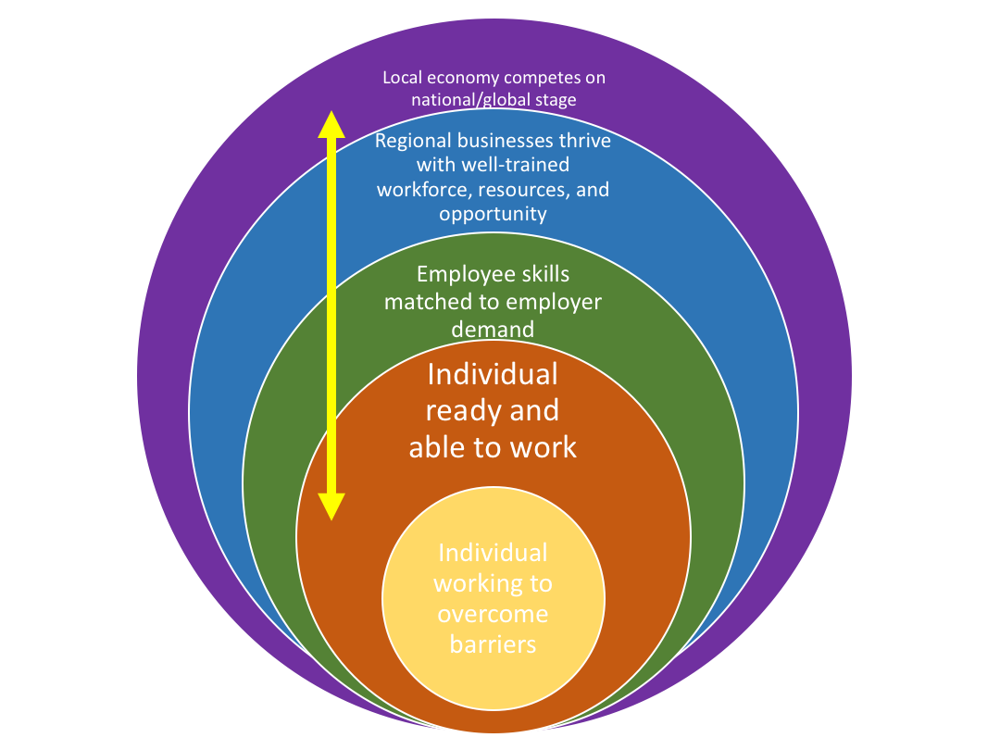 Local economy competes on
national/global stage
Regional businesses thrive
with well-trained
workforce, resources, and
opportunity
Employee skills
matched to employer
demand
Individual
ready and
able to work
Individual
working to
overcome
barriers